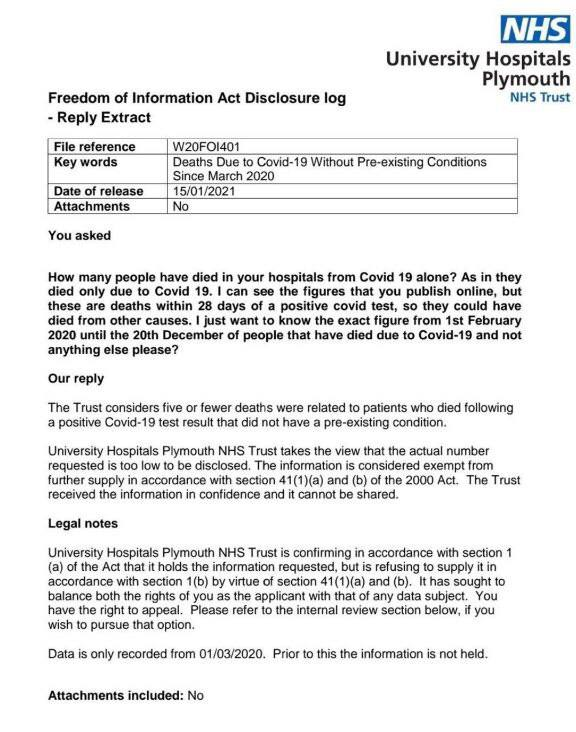 NHS
University Hospitals
Plymouth
NHS Trust
Freedom of Information Act Disclosure log
- Reply Extract
File reference W20FOI401
Key words Deaths Due to Covid-19 Without Pre-existing Conditions
Since March 2020
Date of release 15/01/2021
Attachments No
You asked
How many people have died in your hospitals from Covid 19 alone? As in they
died only due to Covid 19. I can see the figures that you publish online, but
these are deaths within 28 days of a positive covid test, so they could have
died from other causes. I just want to know the exact figure from 1st February
2020 until the 20th December of people that have died due to Covid-19 and not
anything else please?
Our reply
The Trust considers five or fewer deaths were related to patients who died following
a positive Covid-19 test result that did not have a pre-existing condition.
University Hospitals Plymouth NHS Trust takes the view that the actual number
requested is too low to be disclosed. The information is considered exempt from
further supply in accordance with section 41(1)(a) and (b) of the 2000 Act. The Trust
received the information in confidence and it cannot be shared.
Legal notes
University Hospitals Plymouth NHS Trust is confirming in accordance with section 1
(a) of the Act that it holds the information requested, but is refusing to supply it in
accordance with section 1(b) by virtue of section 41(1)(a) and (b). It has sought to
balance both the rights of you as the applicant with that of any data subject. You
have the right to appeal. Please refer to the internal review section below, if you
wish to pursue that option.
Data is only recorded from 01/03/2020. Prior to this the information is not held.
Attachments included: No